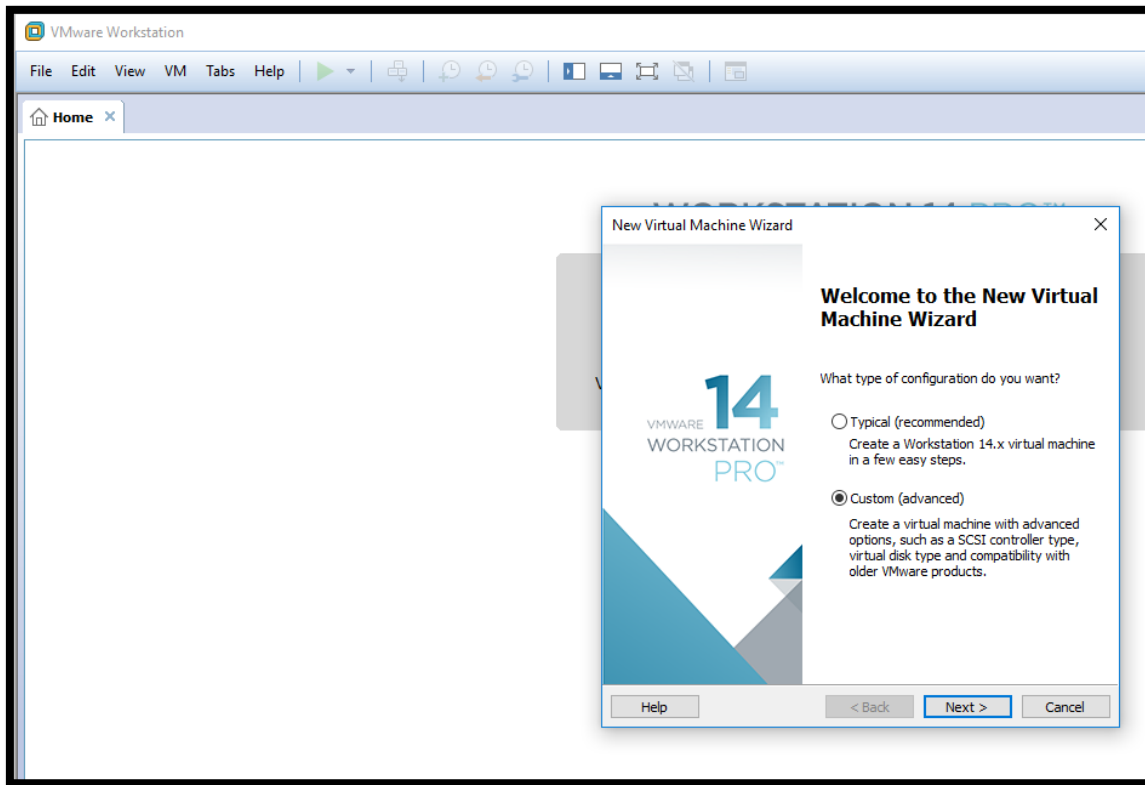 VMware Workstation
File Edit View VM Tabs Help
Home
WORKSTATION 14 PRO™
New Virtual Machine Wizard
Welcome to the New Virtual
Machine Wizard
What type of configuration do you want?
Typical (recommended)
Create a Workstation 14.x virtual machine
in a few easy steps.
Custom (advanced)
Create a virtual machine with advanced
options, such as a SCSI controller type,
virtual disk type and compatibility with
older VMware products.
VMWARE 14
WORKSTATION
PRO™
Help < Back Next > Cancel